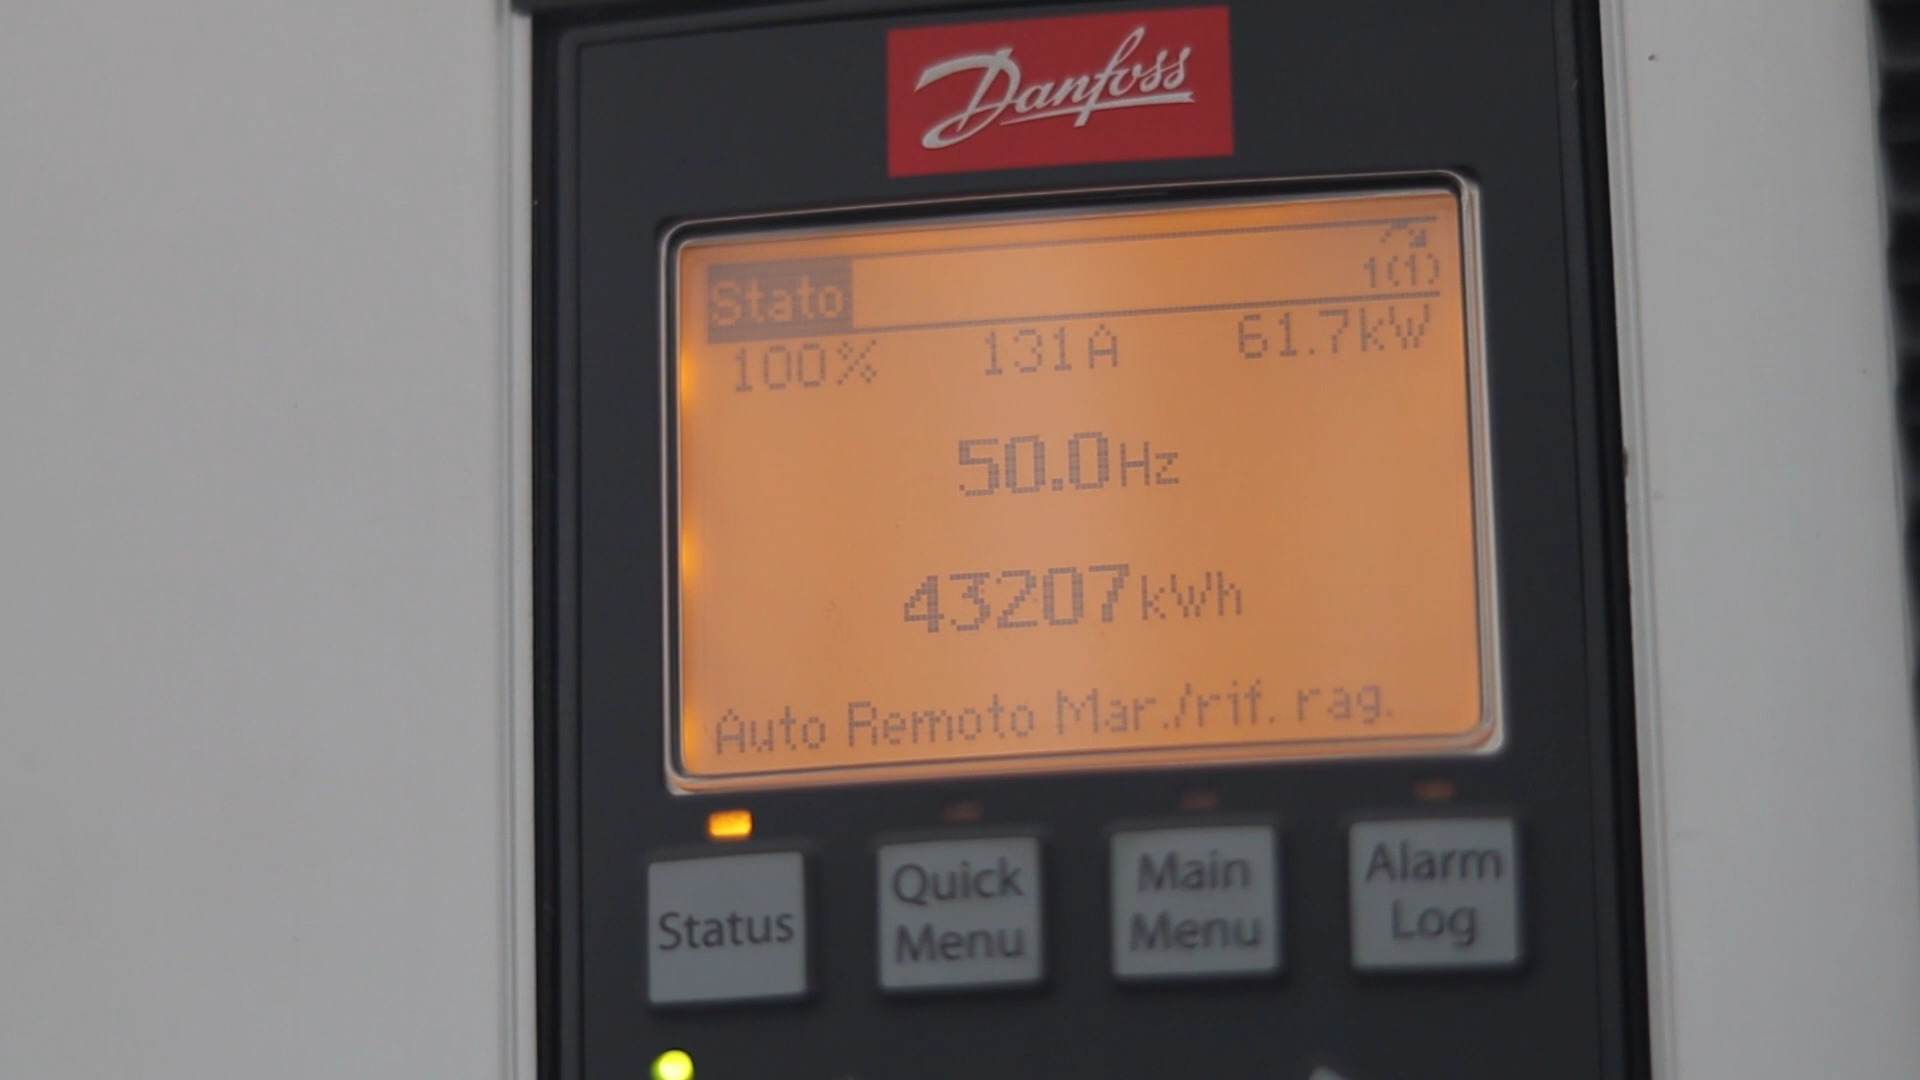 Danfoss
Stato 1(1)
100% 131A 61.7kW
50.0Hz
43207kWh
Auto Remoto Mar./rif. rag.
Status
Quick Menu
Main Menu
Alarm Log